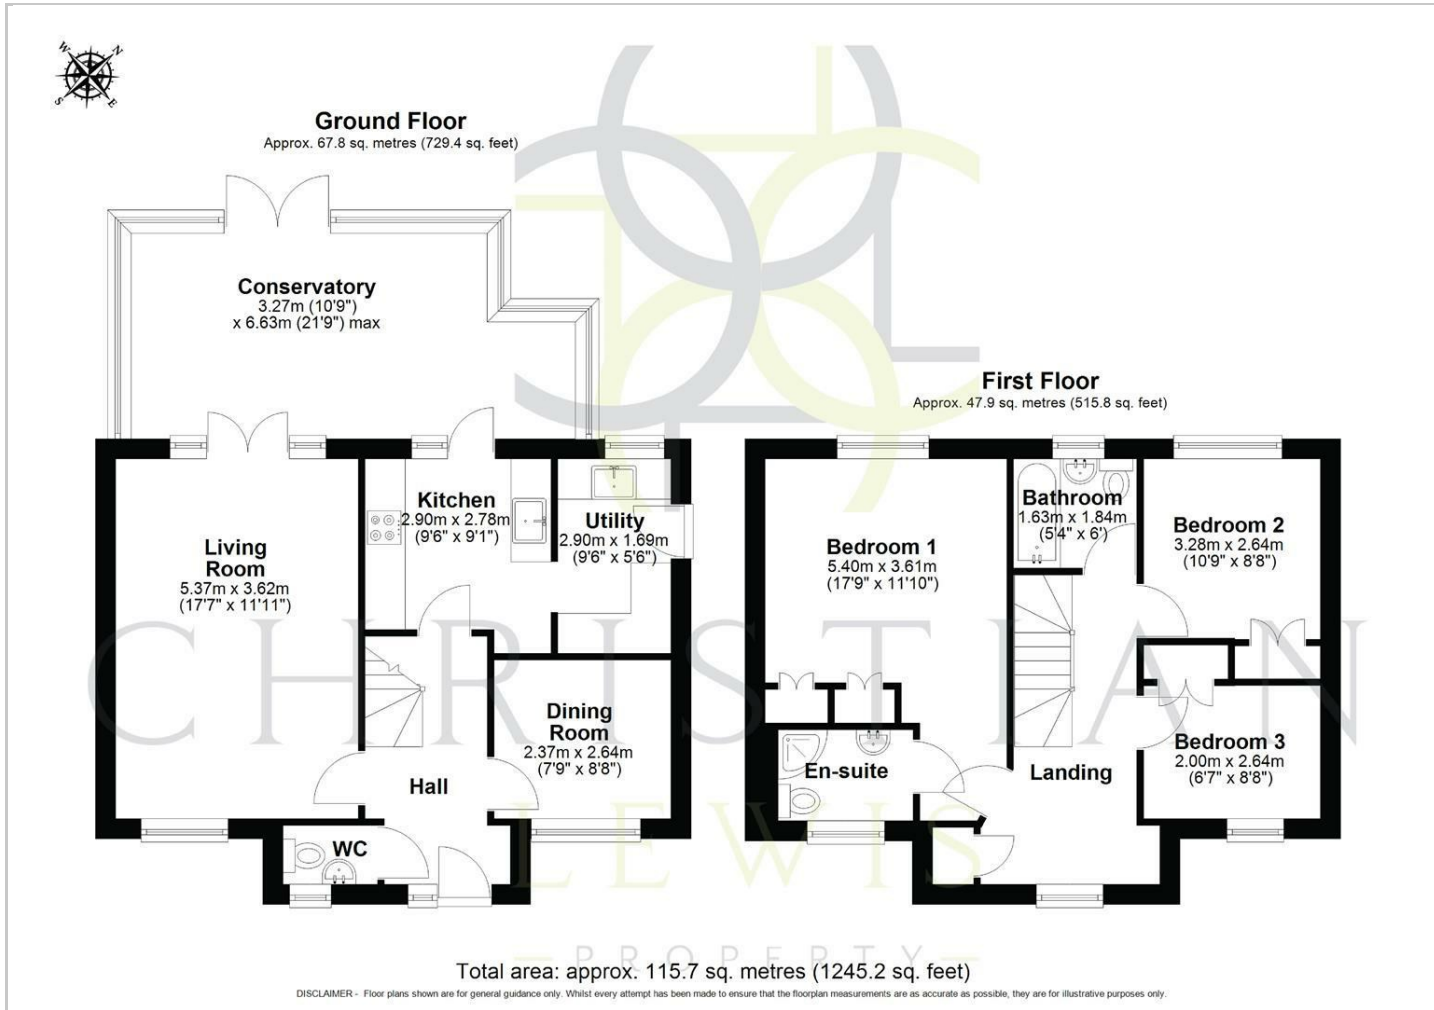 W N
S E
Ground Floor
Approx. 67.8 sq. metres (729.4 sq. feet)
Conservatory
3.27m (10'9")
x 6.63m (21'9") max
Kitchen
2.90m x 2.78m
(9'6" x 9'1")
Utility
2.90m x 1.69m
(9'6" x 5'6")
Living
Room
5.37m x 3.62m
(17'7" x 11'11")
Dining
Room
2.37m x 2.64m
(7'9" x 8'8")
Hall
WC
First Floor
Approx. 47.9 sq. metres (515.8 sq. feet)
Bathroom
1.63m x 1.84m
(5'4" x 6')
Bedroom 2
3.28m x 2.64m
(10'9" x 8'8")
Bedroom 1
5.40m x 3.61m
(17'9" x 11'10")
Bedroom 3
2.00m x 2.64m
(6'7" x 8'8")
En-suite
Landing
CHRISTIAN
LEWIS
PROPERTY
Total area: approx. 115.7 sq. metres (1245.2 sq. feet)
DISCLAIMER - Floor plans shown are for general guidance only. Whilst every attempt has been made to ensure that the floorplan measurements are as accurate as possible, they are for illustrative purposes only.